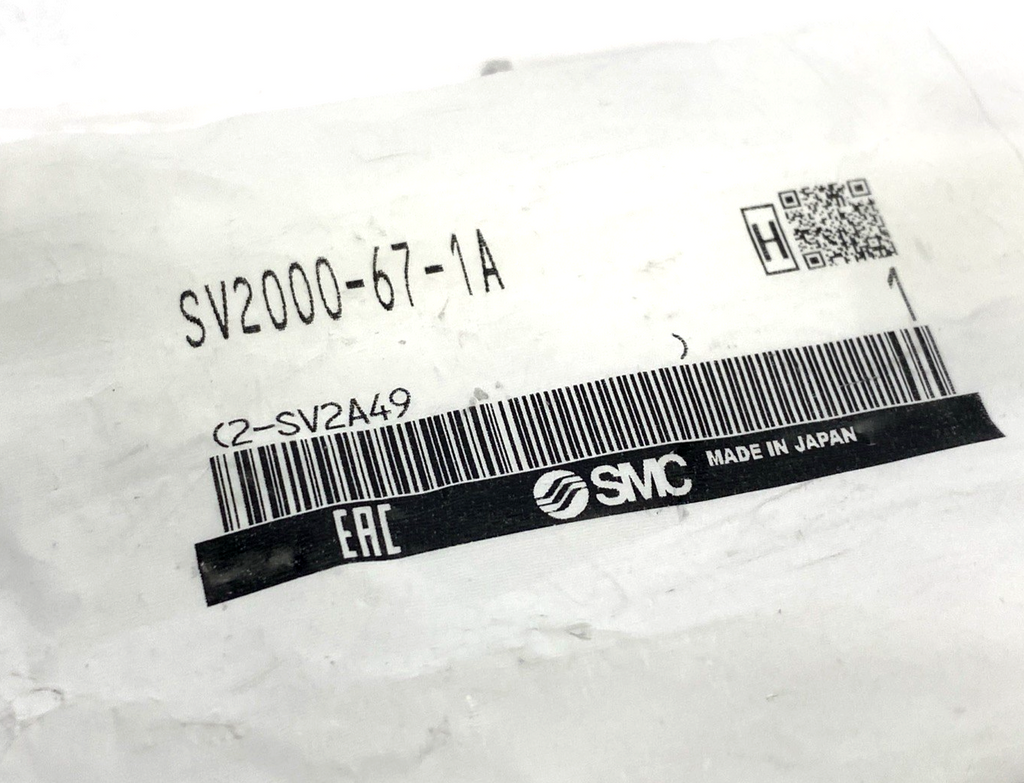 SV2000-67-1A
H
1
(2-SV2A49 )
EAC SMC MADE IN JAPAN